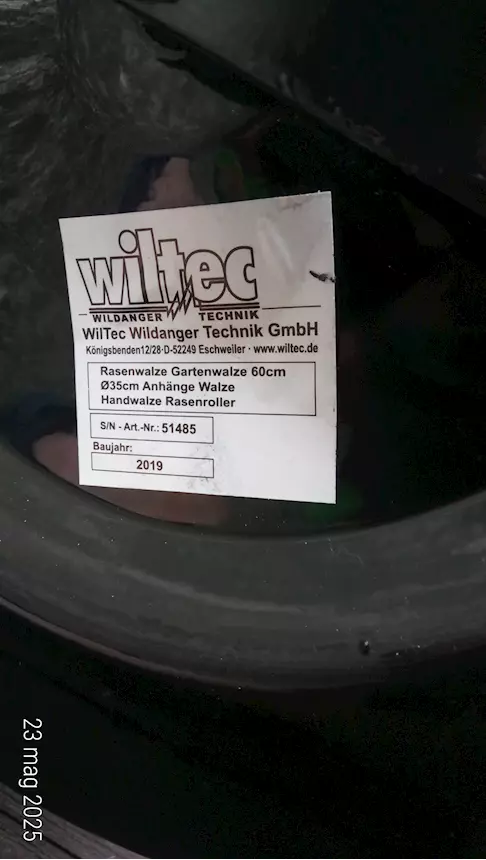 wiltec
WILDANGER TECHNIK
WilTec Wildanger Technik GmbH
Königsbenden12/28·D-52249 Eschweiler · www.wiltec.de
Rasenwalze Gartenwalze 60cm
Ø35cm Anhänge Walze
Handwalze Rasenroller
S/N - Art.-Nr.: 51485
Baujahr:
2019
23 mag 2025